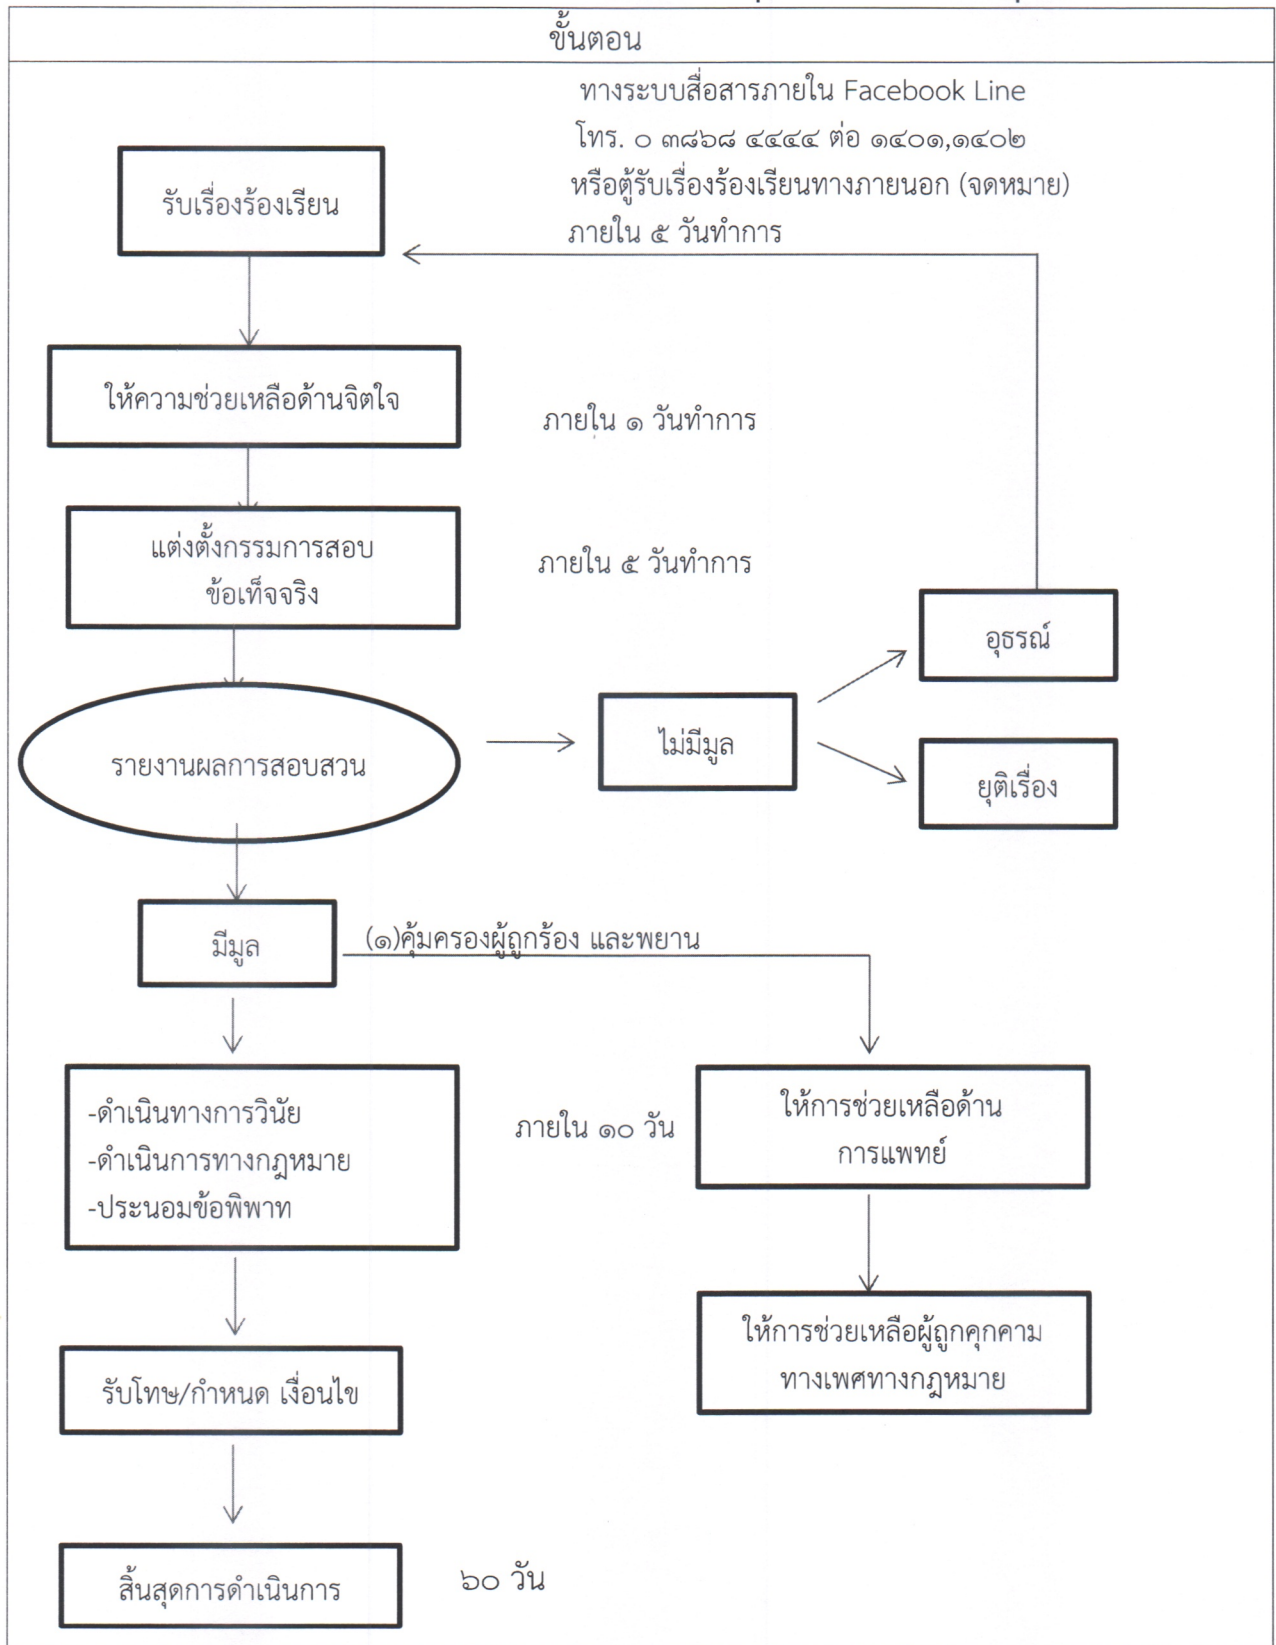 ขั้นตอน
ทางระบบสื่อสารภายใน Facebook Line
โทร. ๐ ๓๘๖๘ ๔๔๔๔ ต่อ ๑๔๐๑,๑๔๐๒
หรือตู้รับเรื่องร้องเรียนทางภายนอก (จดหมาย)
ภายใน ๕ วันทำการ
รับเรื่องร้องเรียน
ให้ความช่วยเหลือด้านจิตใจ
ภายใน ๑ วันทำการ
แต่งตั้งกรรมการสอบ
ข้อเท็จจริง
ภายใน ๕ วันทำการ
อุธรณ์
ไม่มีมูล
รายงานผลการสอบสวน
ยุติเรื่อง
มีมูล
(๑)คุ้มครองผู้ถูกร้อง และพยาน
-ดำเนินทางการวินัย
-ดำเนินการทางกฎหมาย
-ประนอมข้อพิพาท
ภายใน ๑๐ วัน
ให้การช่วยเหลือด้าน
การแพทย์
ให้การช่วยเหลือผู้ถูกคุกคาม
ทางเพศทางกฎหมาย
รับโทษ/กำหนด เงื่อนไข
สิ้นสุดการดำเนินการ
๖๐ วัน